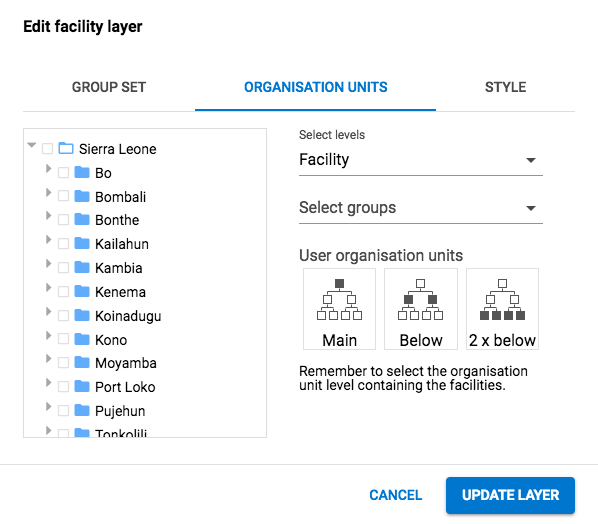 Edit facility layer
GROUP SET
ORGANISATION UNITS
STYLE
Sierra Leone
Bo
Bombali
Bonthe
Kailahun
Kambia
Kenema
Koinadugu
Kono
Moyamba
Port Loko
Pujehun
Tonkolili
Select levels
Facility
Select groups
User organisation units
Main
Below
2 x below
Remember to select the organisation
unit level containing the facilities.
CANCEL
UPDATE LAYER